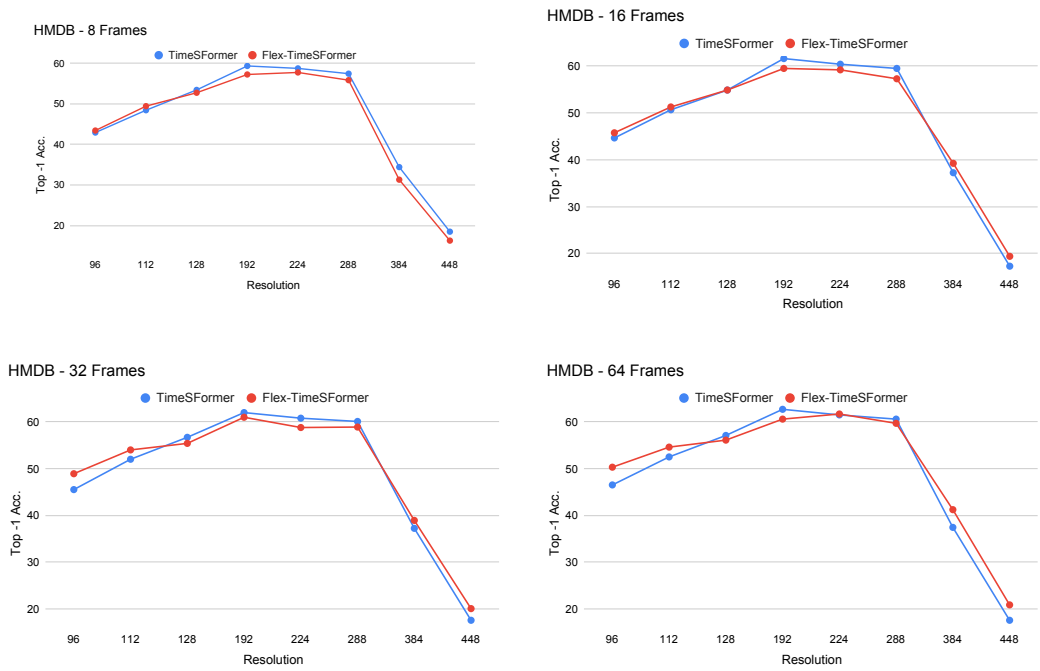 HMDB - 8 Frames
TimeSFormer Flex-TimeSFormer
60
50
40
30
20
Top -1 Acc.
96 112 128 192 224 288 384 448
Resolution
HMDB - 16 Frames
TimeSFormer Flex-TimeSFormer
60
50
40
30
20
Top -1 Acc.
96 112 128 192 224 288 384 448
Resolution
HMDB - 32 Frames
TimeSFormer Flex-TimeSFormer
60
50
40
30
20
Top -1 Acc.
96 112 128 192 224 288 384 448
Resolution
HMDB - 64 Frames
TimeSFormer Flex-TimeSFormer
60
50
40
30
20
Top -1 Acc.
96 112 128 192 224 288 384 448
Resolution